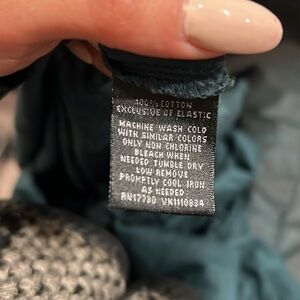 100% COTTON
EXCLUSIVE OF ELASTIC
MACHINE WASH COLD
WITH SIMILAR COLORS
ONLY NON CHLORINE
BLEACH WHEN
NEEDED TUMBLE DRY
LOW REMOVE
PROMPTLY COOL IRON
AS NEEDED
RN17730 VN1110834